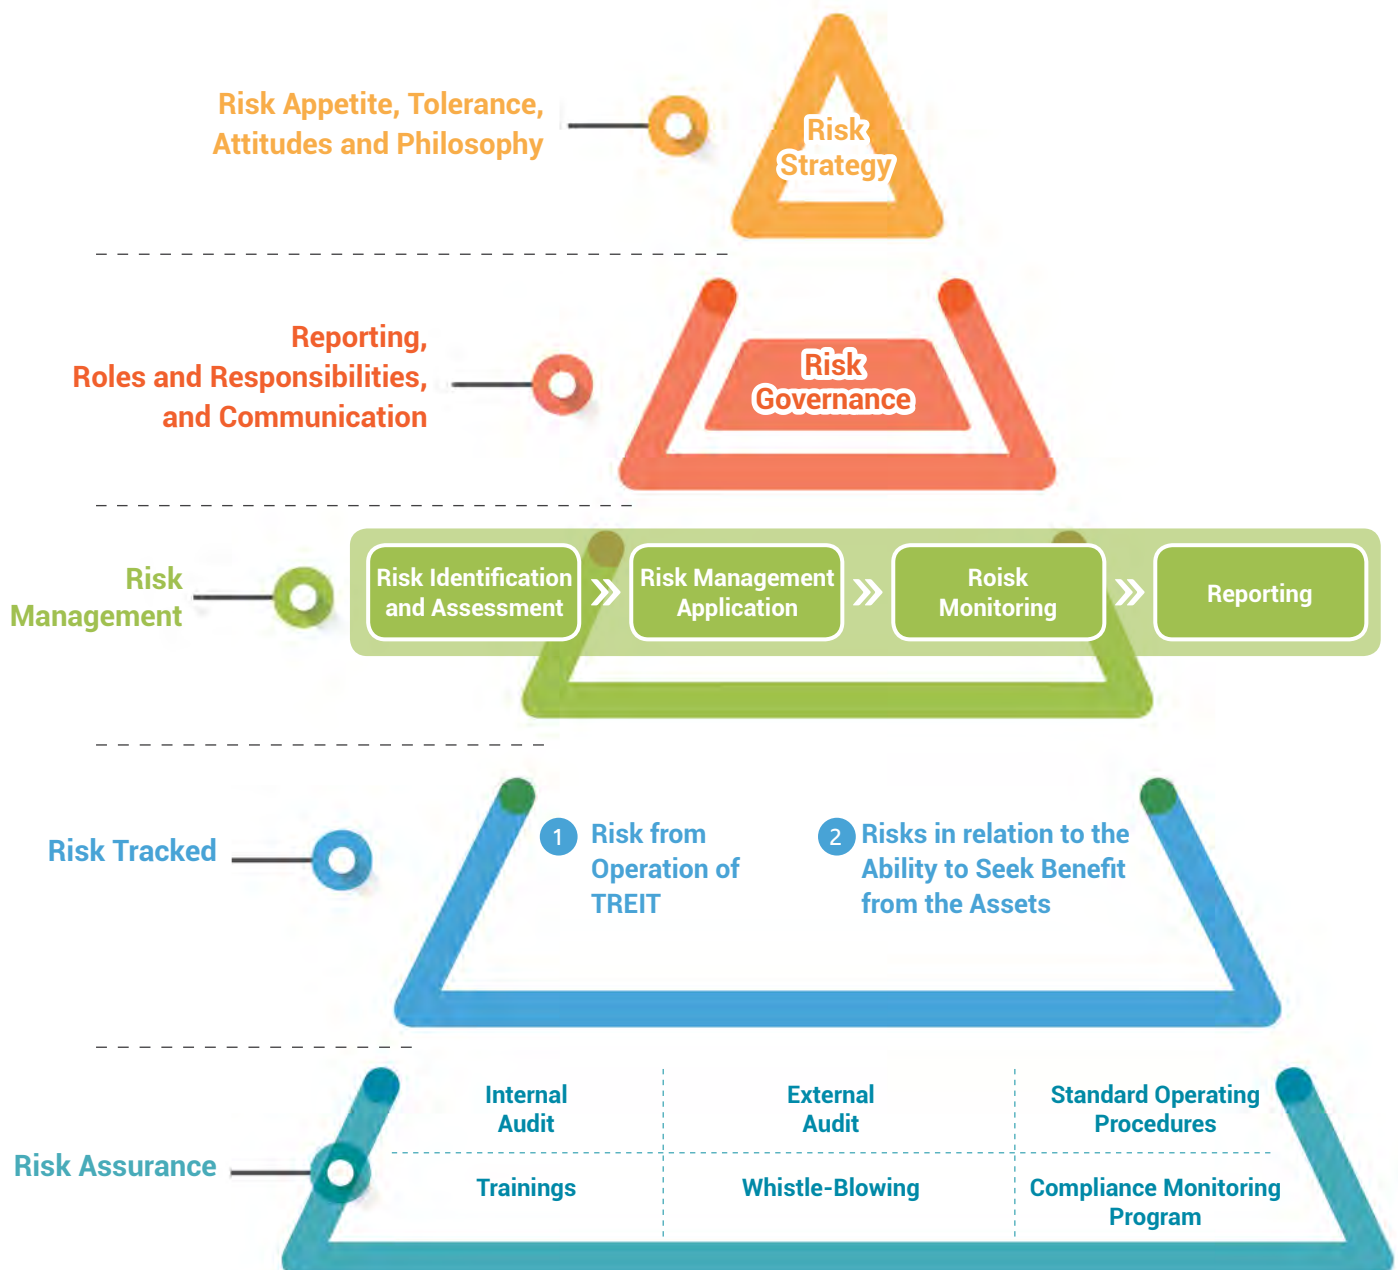 Risk Appetite, Tolerance,
Attitudes and Philosophy
Risk
Strategy
Reporting,
Roles and Responsibilities,
and Communication
Risk
Governance
Risk
Management
Risk Identification
and Assessment
Risk Management
Application
Roisk
Monitoring
Reporting
Risk Tracked
1
Risk from
Operation of
TREIT
2
Risks in relation to the
Ability to Seek Benefit
from the Assets
Risk Assurance
Internal
Audit
External
Audit
Standard Operating
Procedures
Trainings
Whistle-Blowing
Compliance Monitoring
Program